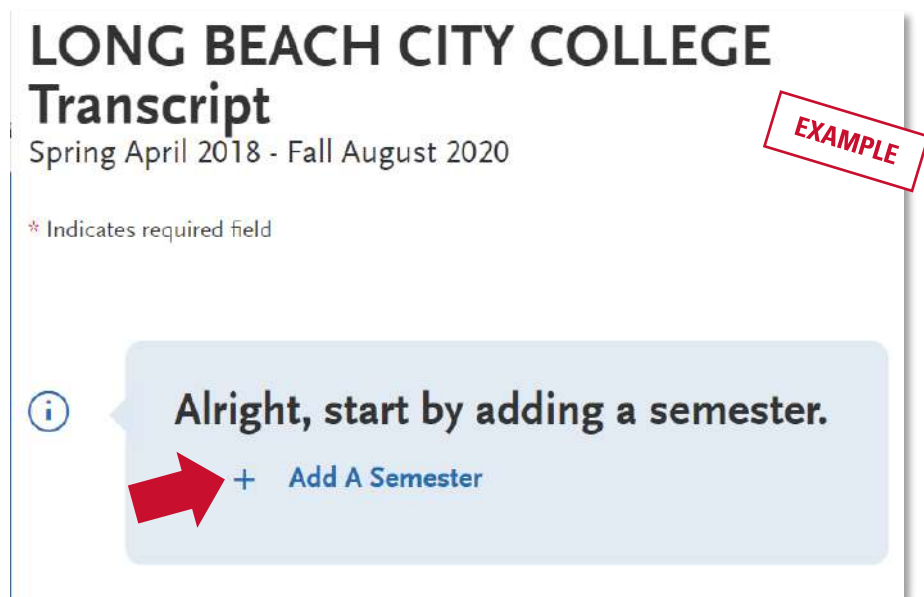 LONG BEACH CITY COLLEGE
Transcript
Spring April 2018 - Fall August 2020
EXAMPLE
* Indicates required field
i
Alright, start by adding a semester.
+ Add A Semester